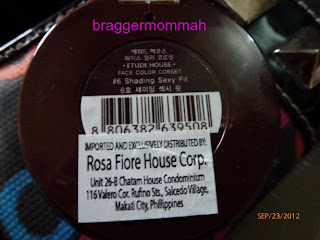 braggermommah
에뛰드 하우스
페이스 컬러 코르셋
• ETUDE HOUSE •
FACE COLOR CORSET
#6 Shading Sexy Fit
6호 섀이딩 섹시 핏
8 806382 639508
IMPORTED AND EXCLUSIVELY DISTRIBUTED BY:
Rosa Fiore House Corp.
Unit 26-B Chatam House Condominium
116 Valero Cor. Rufino Sts., Salcedo Village,
Makati City, Phillippines
SEP/23/2012